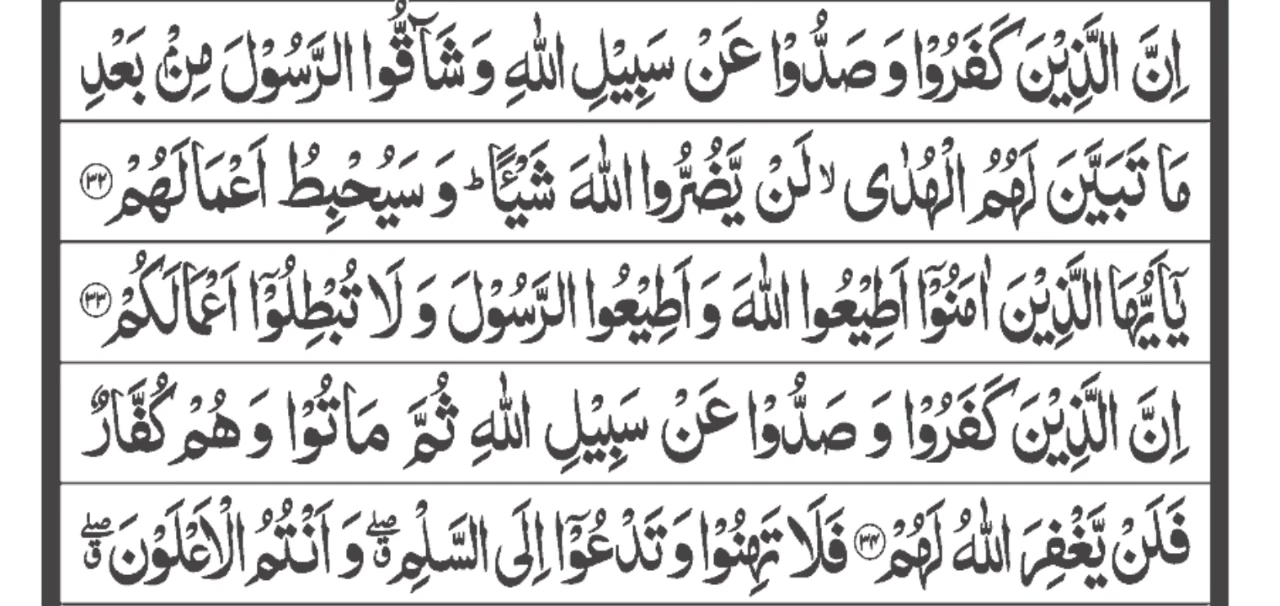 اِنَّ الَّذِيْنَ كَفَرُوْا وَ صَدُّوْا عَنْ سَبِيْلِ اللّٰهِ وَ شَآقُّوا الرَّسُوْلَ مِنْۢ بَعْدِ
مَا تَبَيَّنَ لَهُمُ الْهُدٰى ۙ لَنْ يَّضُرُّوا اللّٰهَ شَيْـًٔا ؕ وَ سَيُحْبِطُ اَعْمَالَهُمْ ۝۳۲
يٰۤاَيُّهَا الَّذِيْنَ اٰمَنُوْۤا اَطِيْعُوا اللّٰهَ وَ اَطِيْعُوا الرَّسُوْلَ وَ لَا تُبْطِلُوْۤا اَعْمَالَكُمْ ۝۳۳
اِنَّ الَّذِيْنَ كَفَرُوْا وَ صَدُّوْا عَنْ سَبِيْلِ اللّٰهِ ثُمَّ مَاتُوْا وَ هُمْ كُفَّارٌ
فَلَنْ يَّغْفِرَ اللّٰهُ لَهُمْ ۝۳۴ فَلَا تَهِنُوْا وَ تَدْعُوْۤا اِلَى السَّلْمِ ۖۗ وَ اَنْتُمُ الْاَعْلَوْنَ ۖۗ